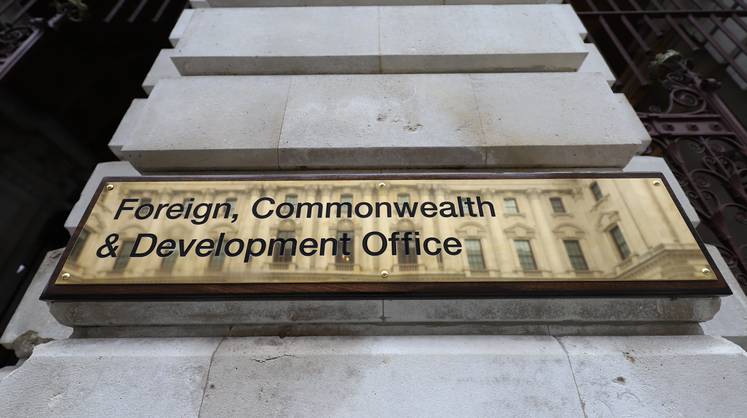 Foreign, Commonwealth
& Development Office